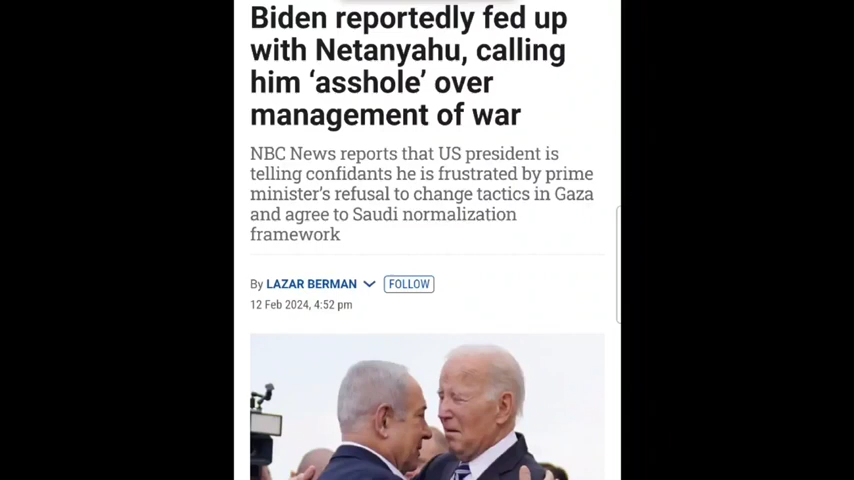 Biden reportedly fed up
with Netanyahu, calling
him ‘asshole’ over
management of war
NBC News reports that US president is
telling confidants he is frustrated by prime
minister’s refusal to change tactics in Gaza
and agree to Saudi normalization
framework
By LAZAR BERMAN FOLLOW
12 Feb 2024, 4:52 pm